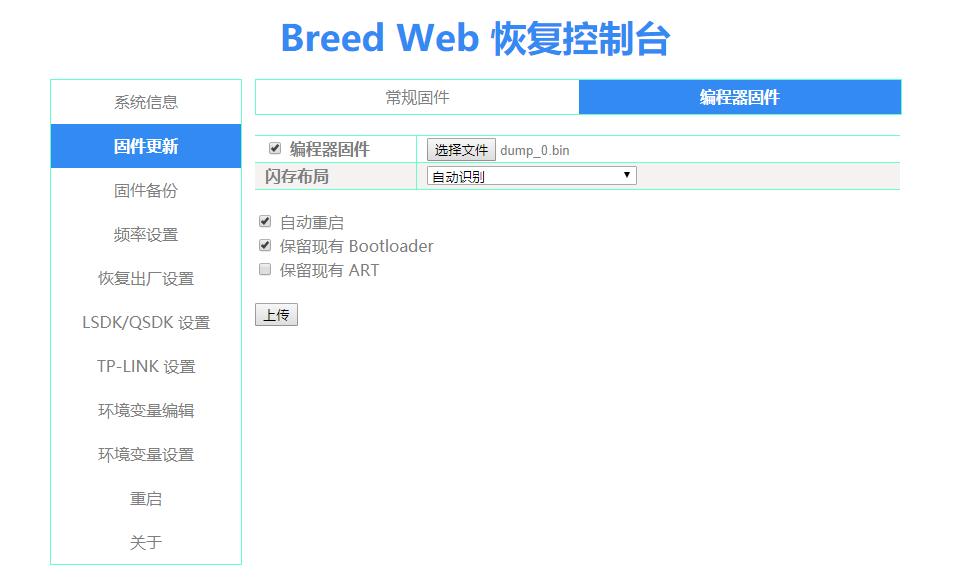 Breed Web 恢复控制台
系统信息
固件更新
固件备份
频率设置
恢复出厂设置
LSDK/QSDK 设置
TP-LINK 设置
环境变量编辑
环境变量设置
重启
关于
常规固件 编程器固件
编程器固件 选择文件 dump_0.bin
闪存布局 自动识别
自动重启
保留现有 Bootloader
保留现有 ART
上传